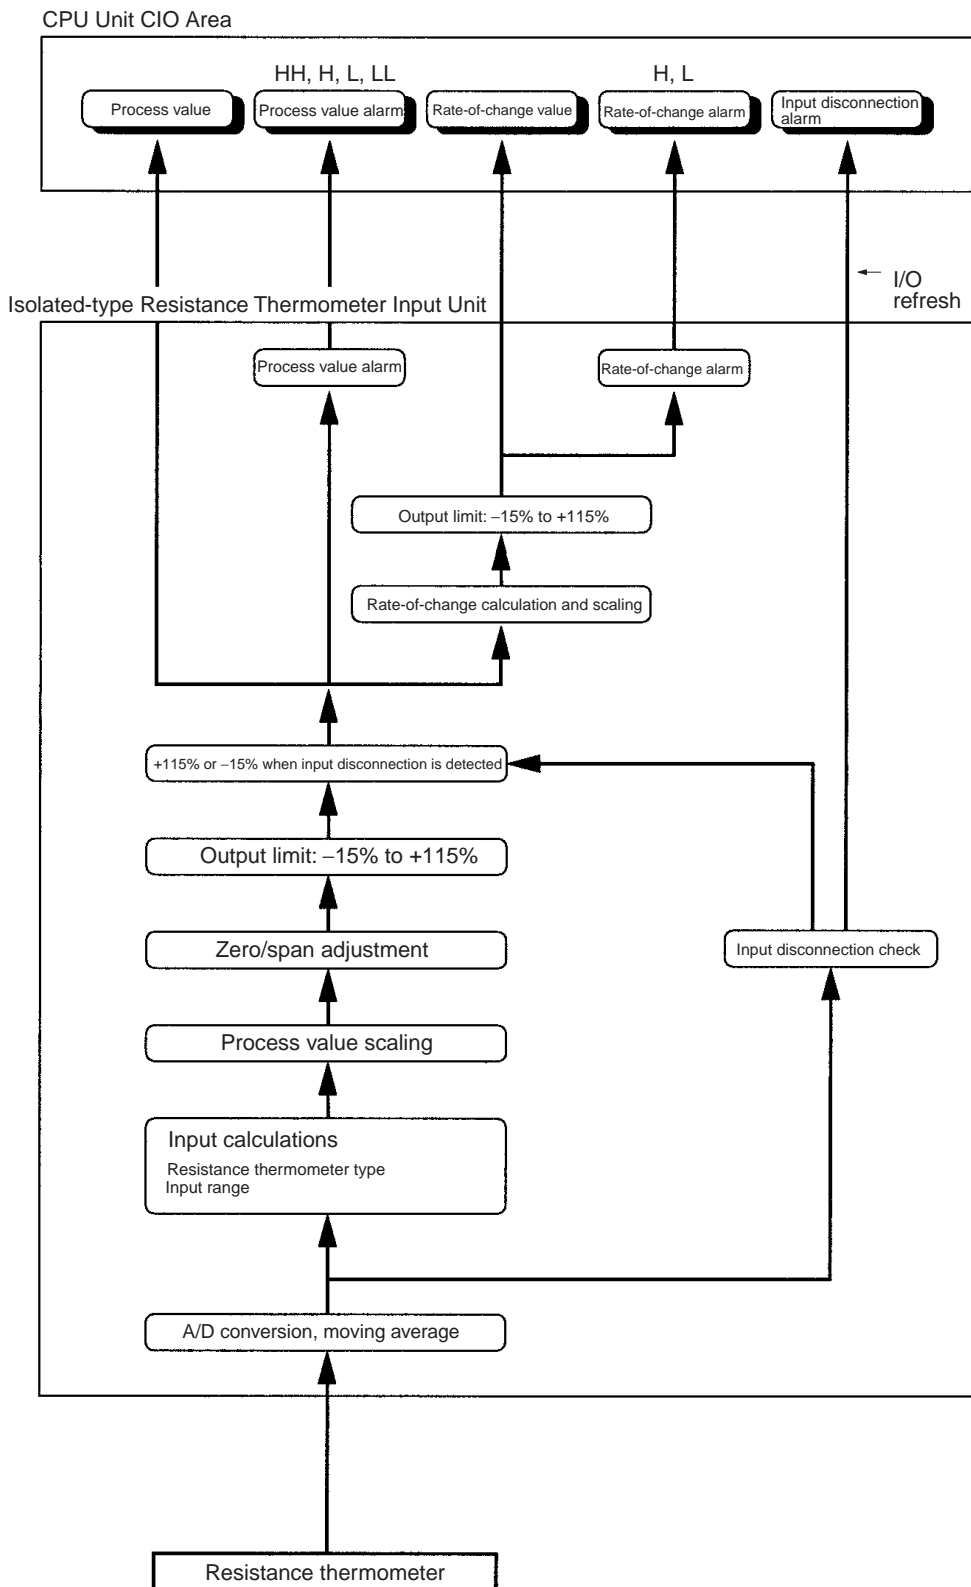 CPU Unit CIO Area
HH, H, L, LL
H, L
Process value
Process value alarm
Rate-of-change value
Rate-of-change alarm
Input disconnection
alarm
I/O
refresh
Isolated-type Resistance Thermometer Input Unit
Process value alarm
Rate-of-change alarm
Output limit: –15% to +115%
Rate-of-change calculation and scaling
+115% or –15% when input disconnection is detected
Output limit: –15% to +115%
Zero/span adjustment
Input disconnection check
Process value scaling
Input calculations
Resistance thermometer type
Input range
A/D conversion, moving average
Resistance thermometer